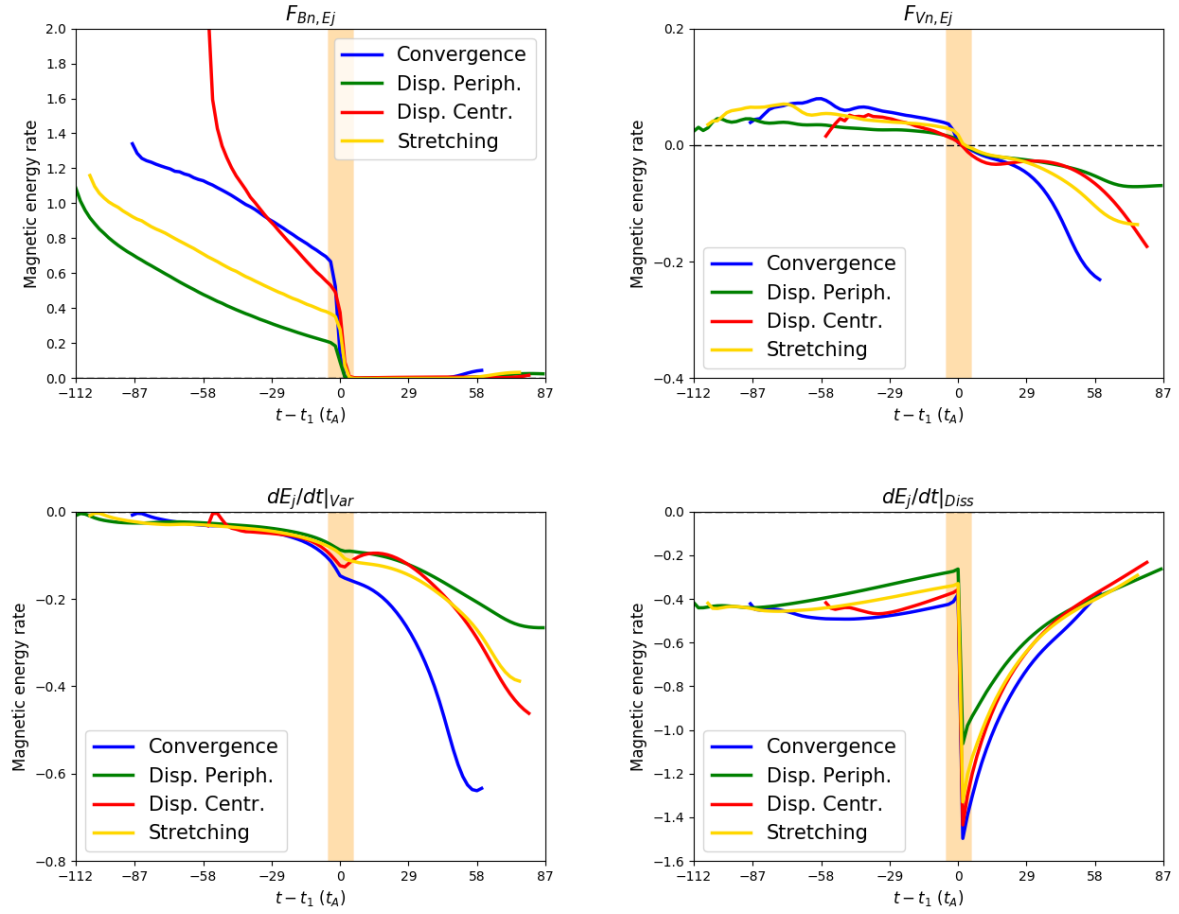 F_{Bn,Ej}
Magnetic energy rate
2.0
1.8
1.6
1.4
1.2
1.0
0.8
0.6
0.4
0.2
0.0
Convergence
Disp. Periph.
Disp. Centr.
Stretching
−112 −87 −58 −29 0 29 58 87
t − t_1 (t_A)
F_{Vn,Ej}
Magnetic energy rate
0.2
0.0
−0.2
−0.4
Convergence
Disp. Periph.
Disp. Centr.
Stretching
−112 −87 −58 −29 0 29 58 87
t − t_1 (t_A)
dE_j/dt|_{Var}
Magnetic energy rate
0.0
−0.2
−0.4
−0.6
−0.8
Convergence
Disp. Periph.
Disp. Centr.
Stretching
−112 −87 −58 −29 0 29 58 87
t − t_1 (t_A)
dE_j/dt|_{Diss}
Magnetic energy rate
0.0
−0.2
−0.4
−0.6
−0.8
−1.0
−1.2
−1.4
−1.6
Convergence
Disp. Periph.
Disp. Centr.
Stretching
−112 −87 −58 −29 0 29 58 87
t − t_1 (t_A)